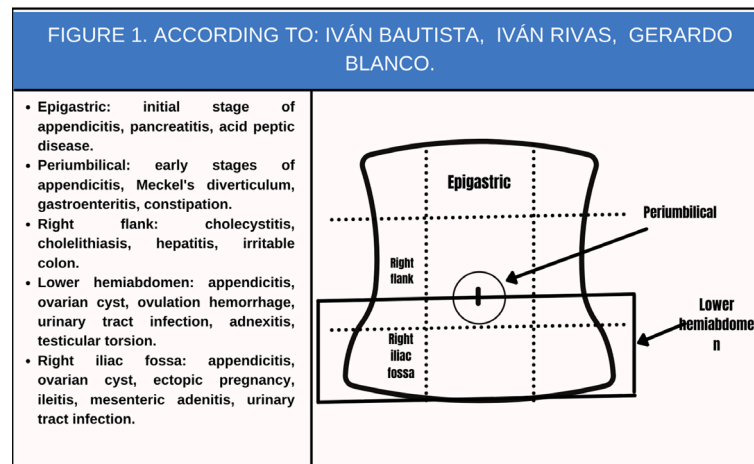 FIGURE 1. ACCORDING TO: IVÁN BAUTISTA, IVÁN RIVAS, GERARDO
BLANCO.
• Epigastric: initial stage of
appendicitis, pancreatitis, acid peptic
disease.
• Periumbilical: early stages of
appendicitis, Meckel's diverticulum,
gastroenteritis, constipation.
• Right flank: cholecystitis,
cholelithiasis, hepatitis, irritable
colon.
• Lower hemiabdomen: appendicitis,
ovarian cyst, ovulation hemorrhage,
urinary tract infection, adnexitis,
testicular torsion.
• Right iliac fossa: appendicitis,
ovarian cyst, ectopic pregnancy,
ileitis, mesenteric adenitis, urinary
tract infection.
Epigastric
Periumbilical
Right
flank
Lower
hemiabdome
n
Right
iliac
fossa